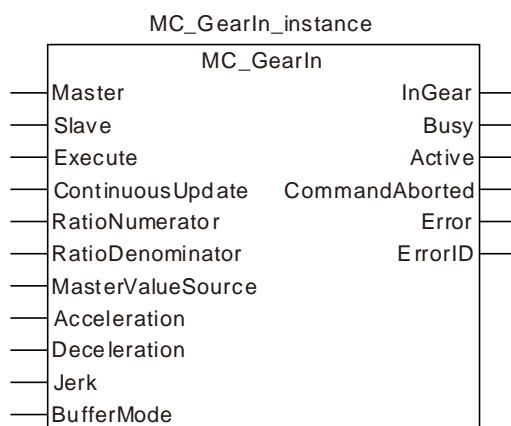 MC_GearIn_instance
MC_GearIn
Master InGear
Slave Busy
Execute Active
ContinuousUpdate CommandAborted
RatioNumerator Error
RatioDenominator ErrorID
MasterValueSource
Acceleration
Deceleration
Jerk
BufferMode